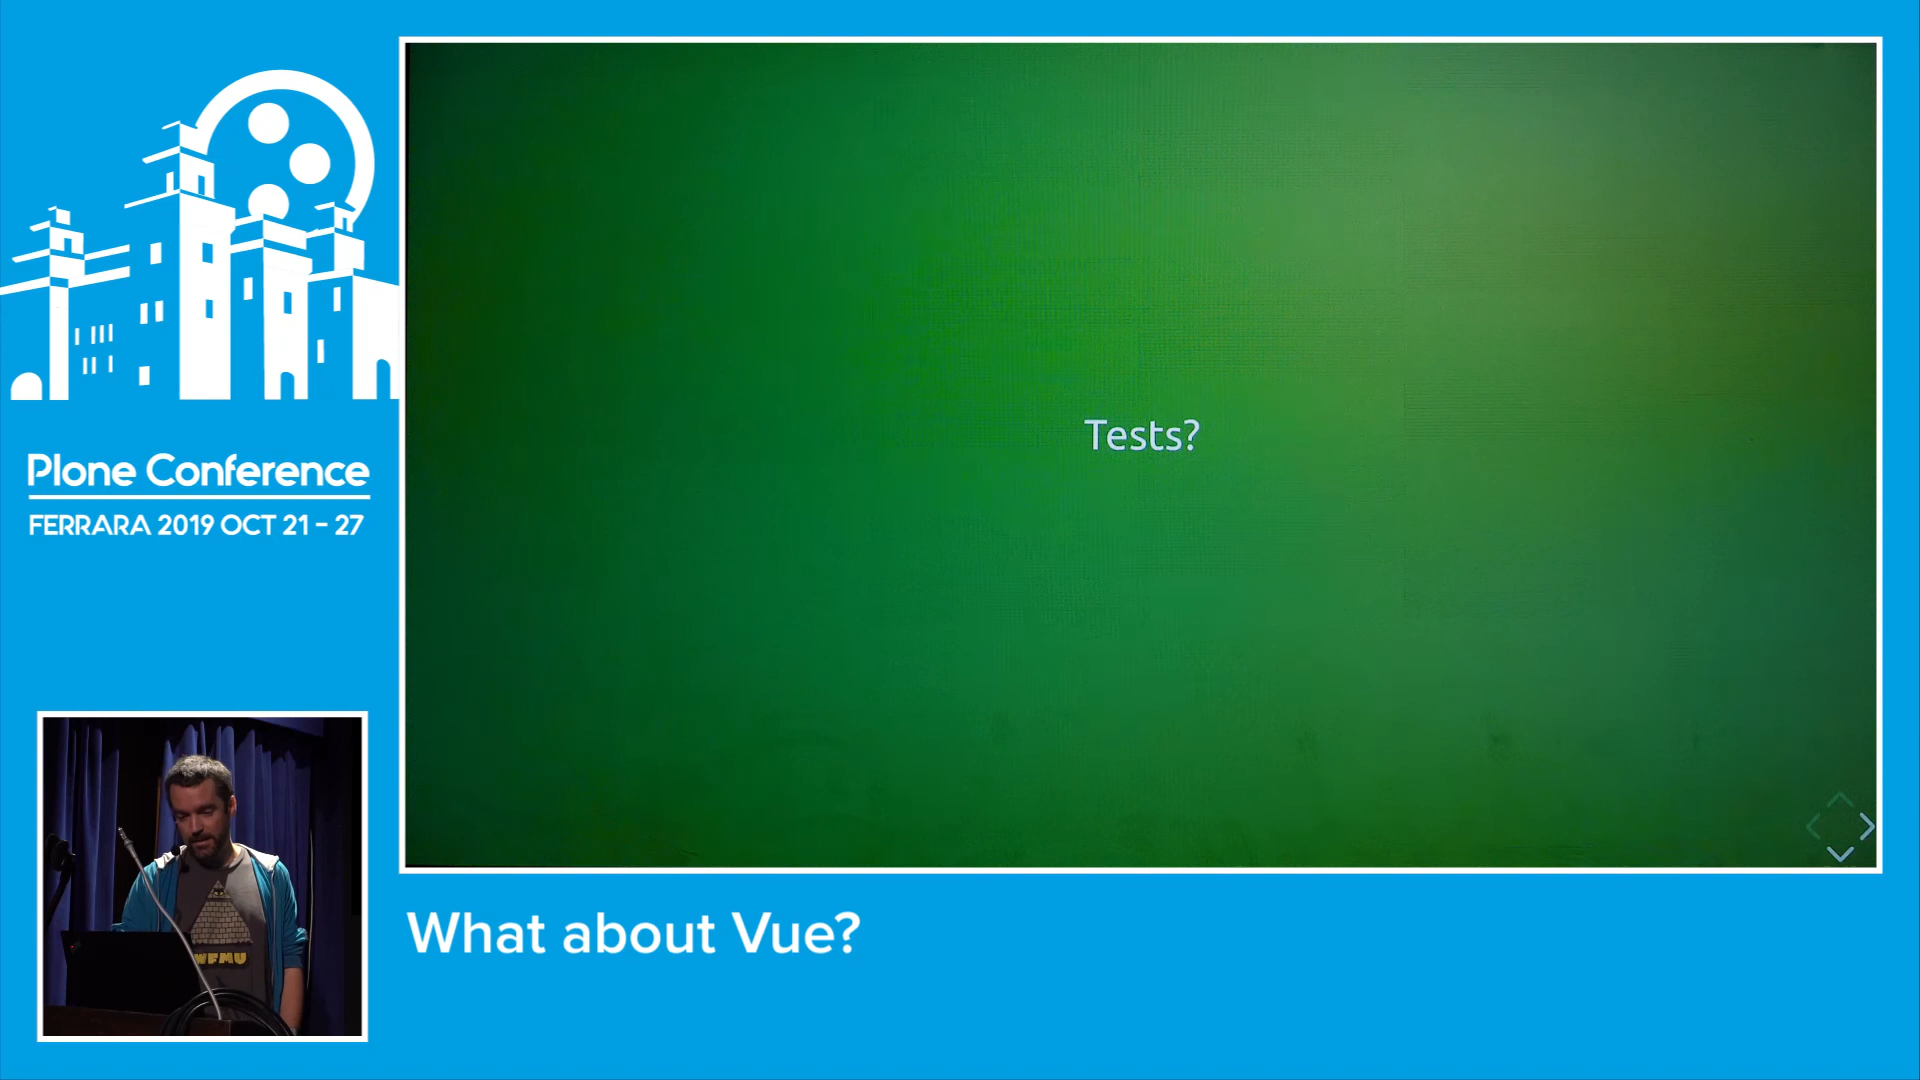 Plone Conference
FERRARA 2019 OCT 21 - 27
Tests?
WFMU
What about Vue?